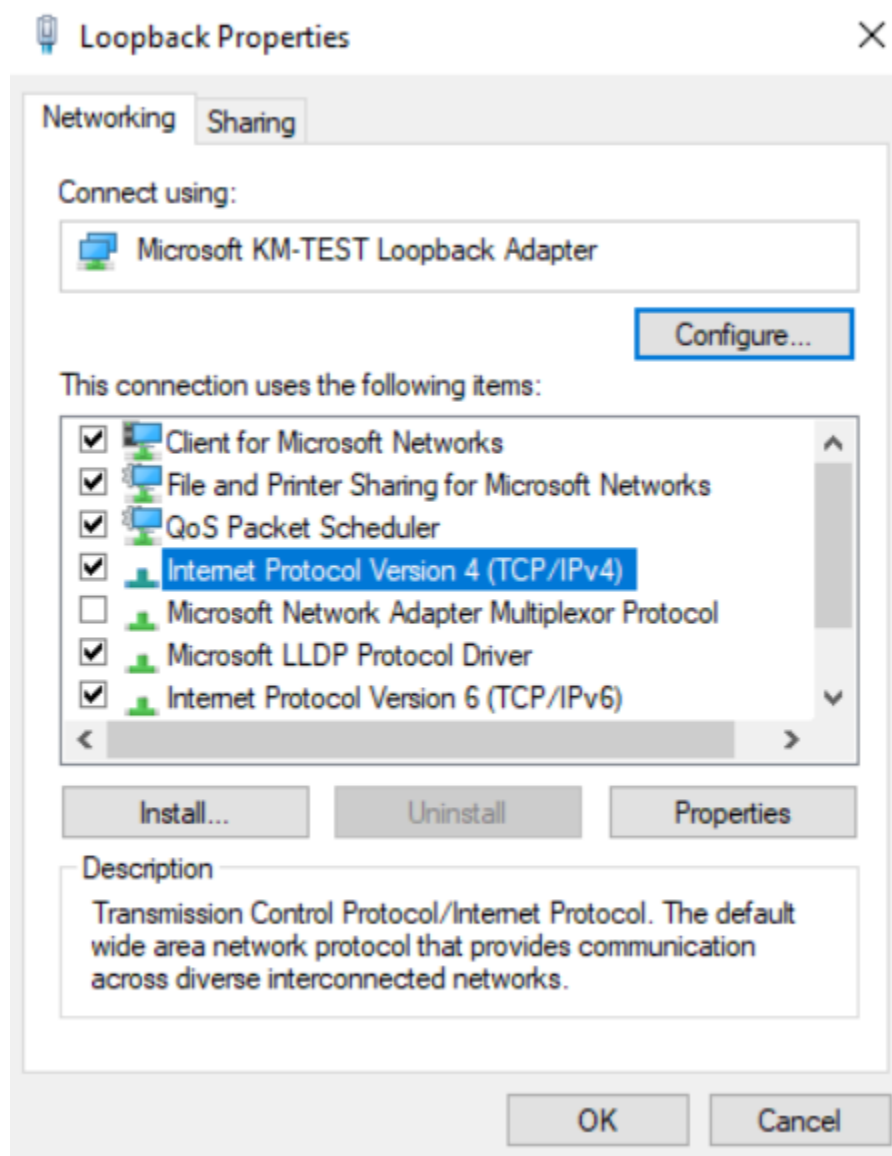 Loopback Properties
Networking
Sharing
Connect using:
Microsoft KM-TEST Loopback Adapter
Configure...
This connection uses the following items:
Client for Microsoft Networks
File and Printer Sharing for Microsoft Networks
QoS Packet Scheduler
Internet Protocol Version 4 (TCP/IPv4)
Microsoft Network Adapter Multiplexor Protocol
Microsoft LLDP Protocol Driver
Internet Protocol Version 6 (TCP/IPv6)
Install...
Uninstall
Properties
Description
Transmission Control Protocol/Internet Protocol. The default
wide area network protocol that provides communication
across diverse interconnected networks.
OK
Cancel